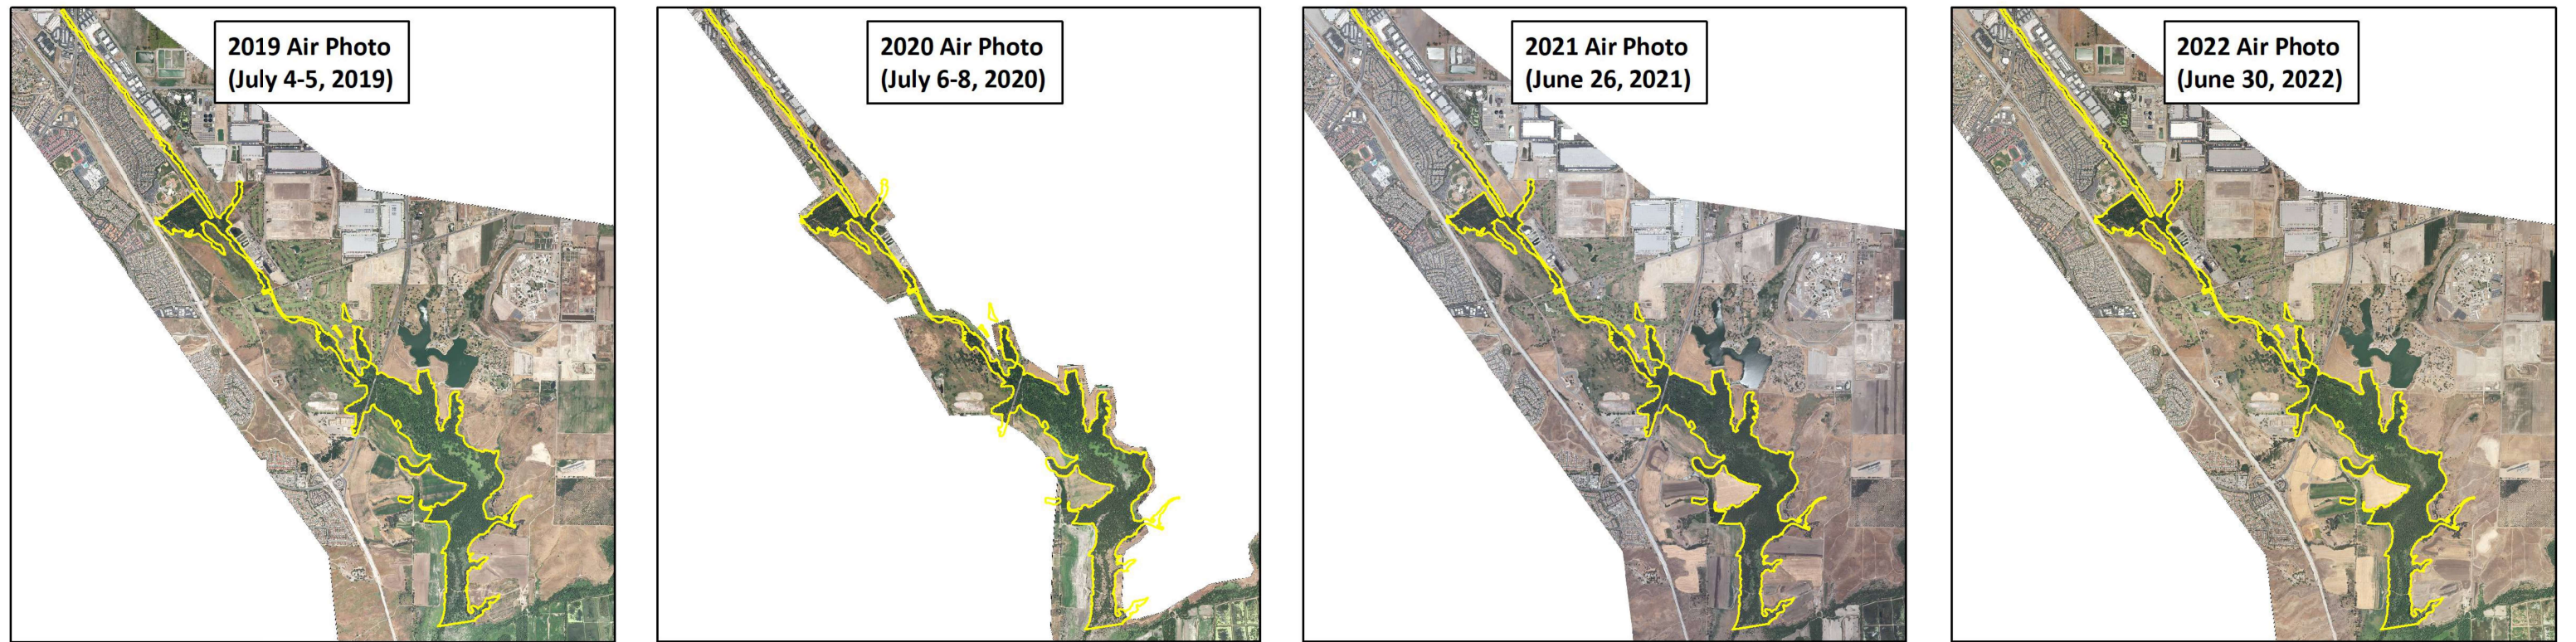 2019 Air Photo
(July 4-5, 2019)
2020 Air Photo
(July 6-8, 2020)
2021 Air Photo
(June 26, 2021)
2022 Air Photo
(June 30, 2022)